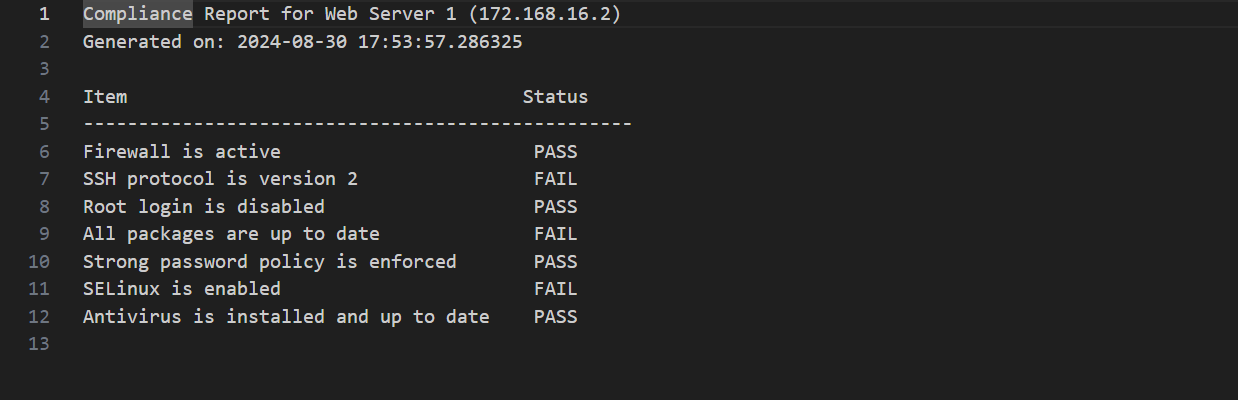 1 Compliance Report for Web Server 1 (172.168.16.2)
2 Generated on: 2024-08-30 17:53:57.286325
3
4 Item                                    Status
5 --------------------------------------------------
6 Firewall is active                       PASS
7 SSH protocol is version 2                FAIL
8 Root login is disabled                   PASS
9 All packages are up to date              FAIL
10 Strong password policy is enforced       PASS
11 SELinux is enabled                       FAIL
12 Antivirus is installed and up to date    PASS
13